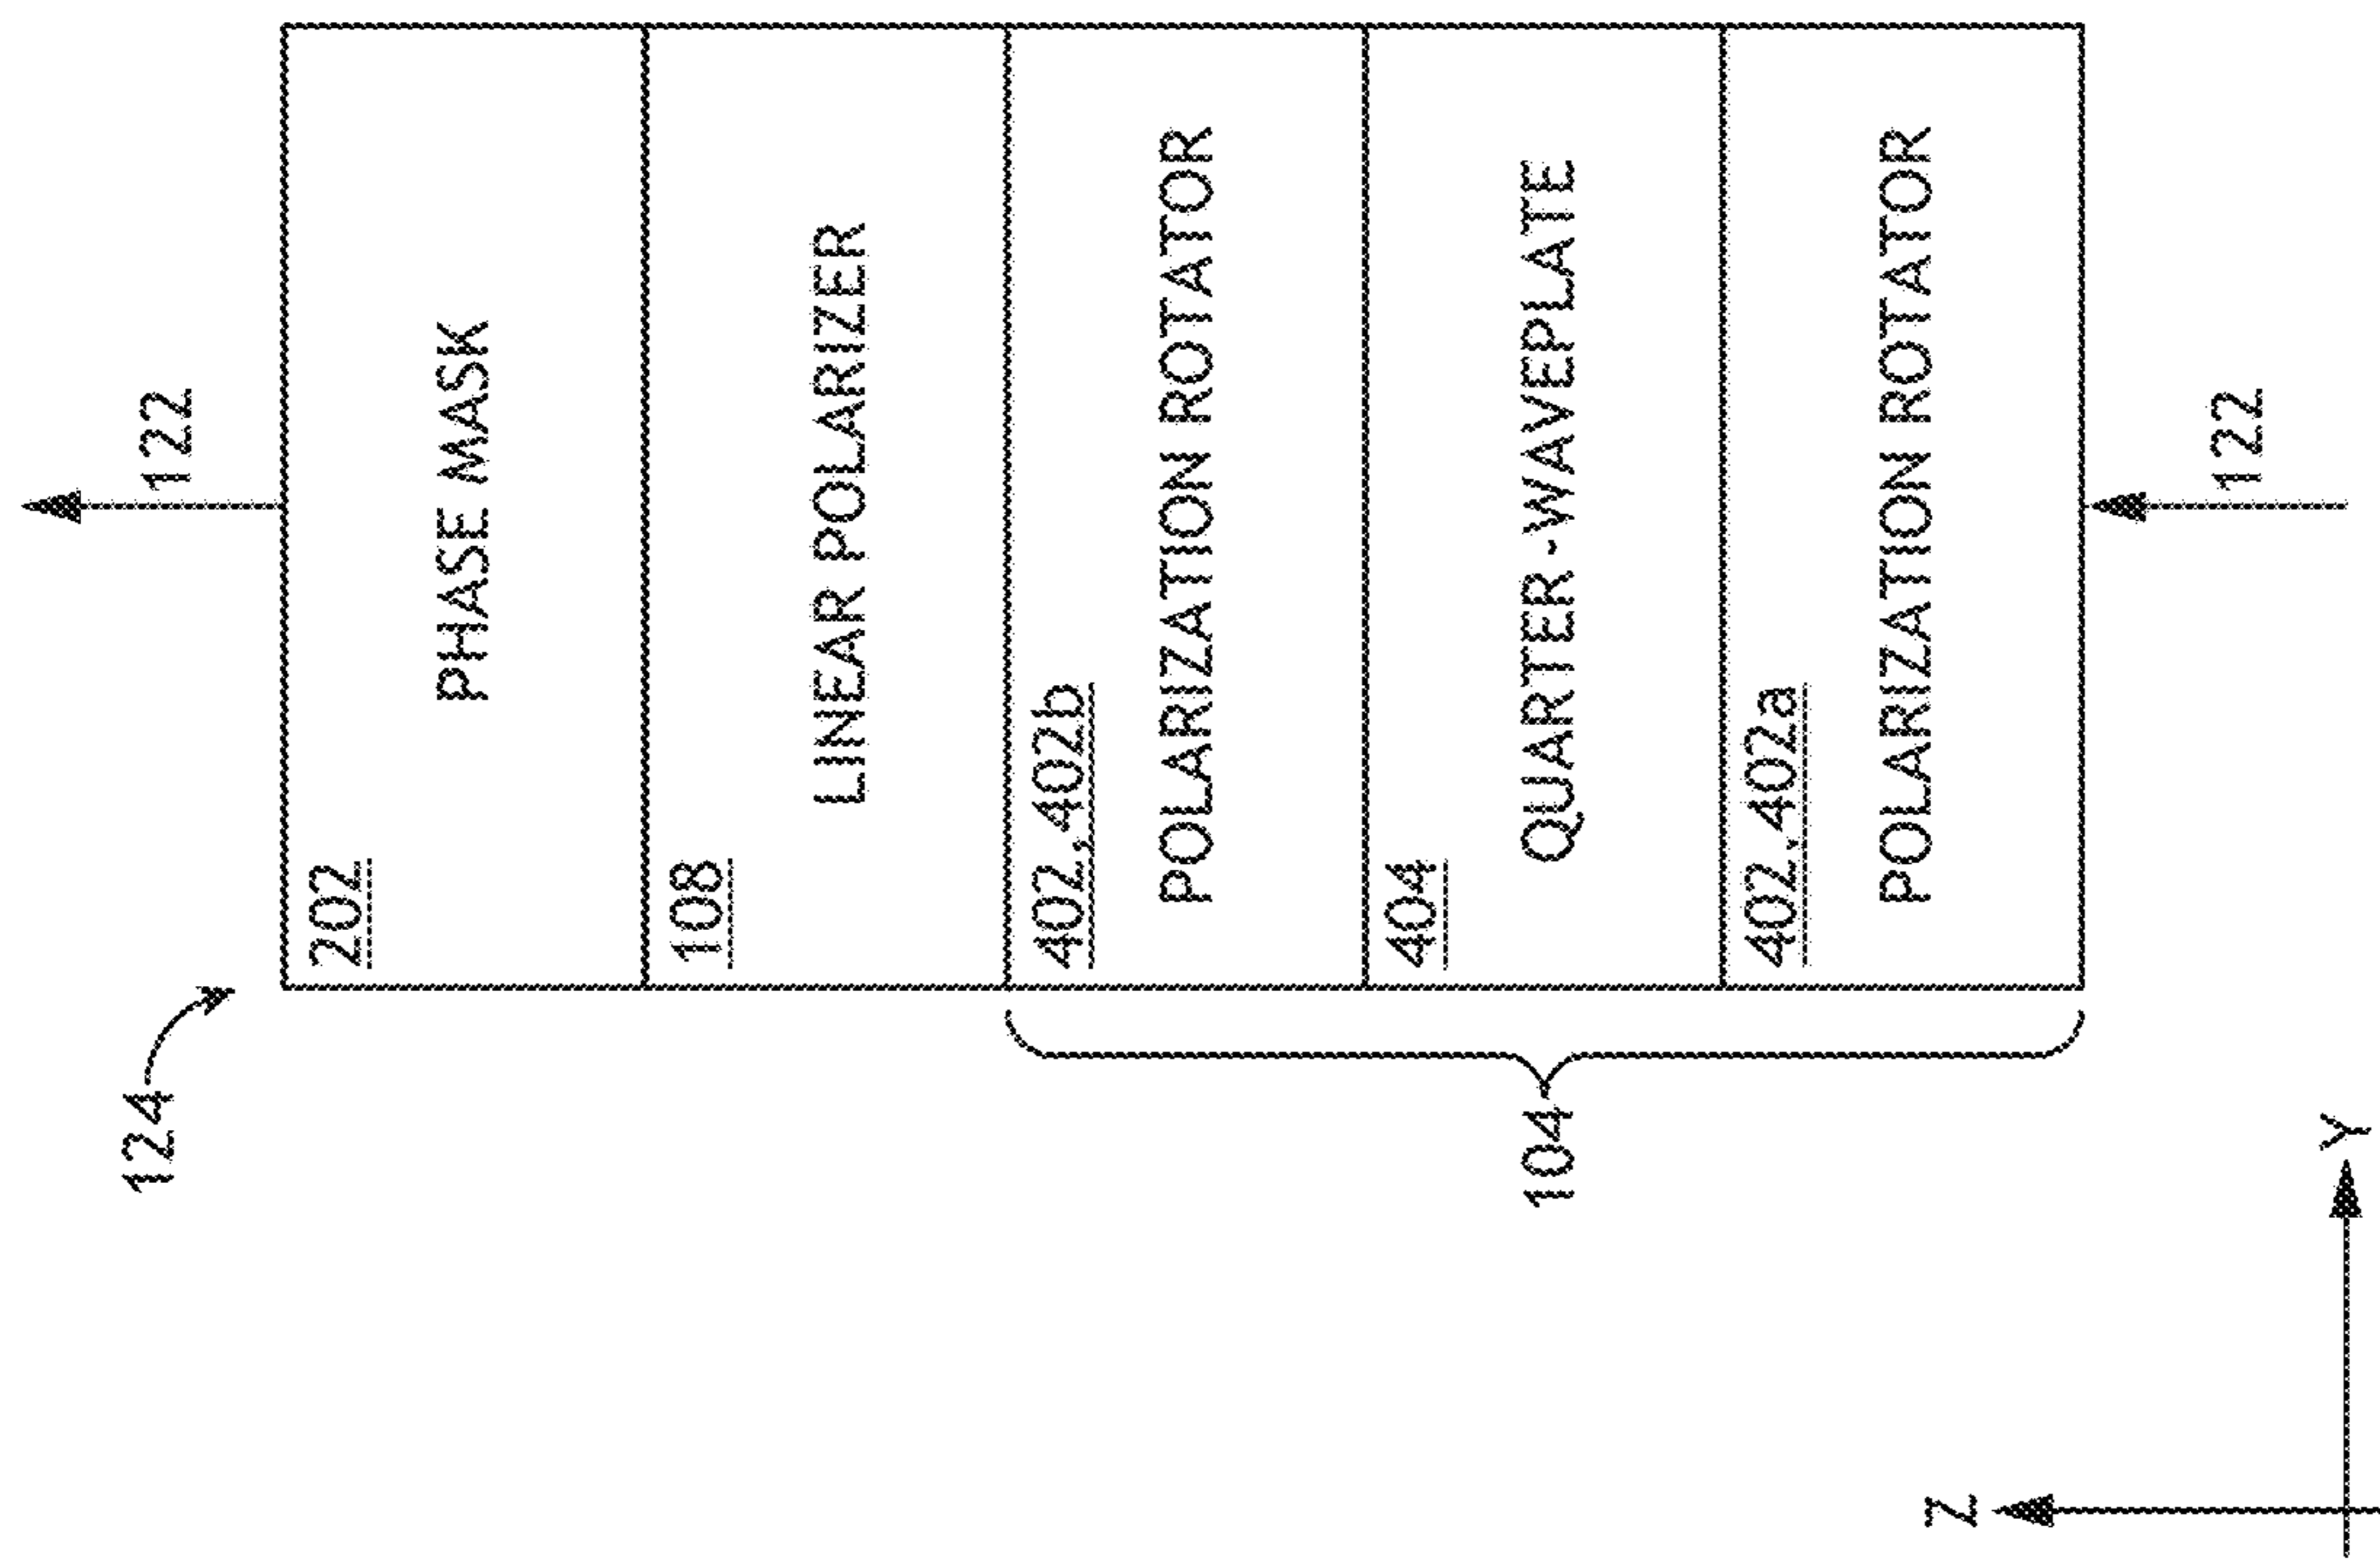 124
122
202
PHASE MASK
108
LINEAR POLARIZER
402, 402b
POLARIZATION ROTATOR
404
QUARTER-WAVEPLATE
402, 402a
POLARIZATION ROTATOR
104
122
Z
Y